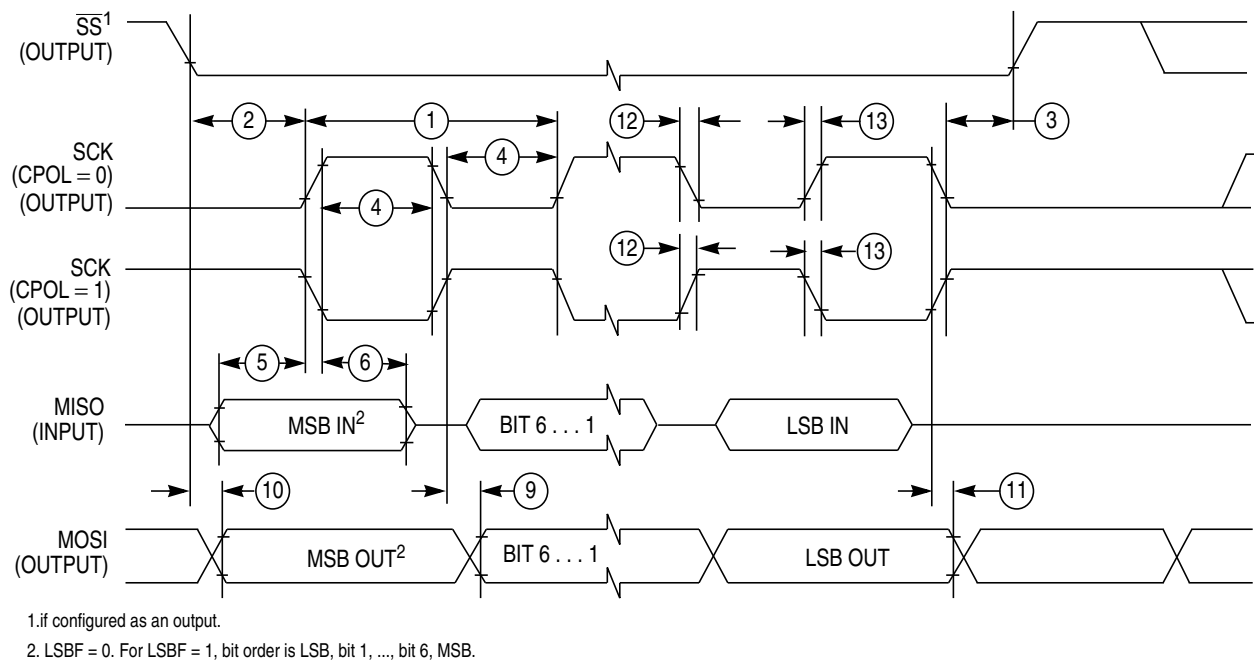 SS1
(OUTPUT)
2
1
12
13
3
SCK
(CPOL = 0)
(OUTPUT)
4
4
12
13
SCK
(CPOL = 1)
(OUTPUT)
5
6
MISO
(INPUT)
MSB IN2
BIT 6 . . . 1
LSB IN
10
9
11
MOSI
(OUTPUT)
MSB OUT2
BIT 6 . . . 1
LSB OUT
1.if configured as an output.
2. LSBF = 0. For LSBF = 1, bit order is LSB, bit 1, ..., bit 6, MSB.